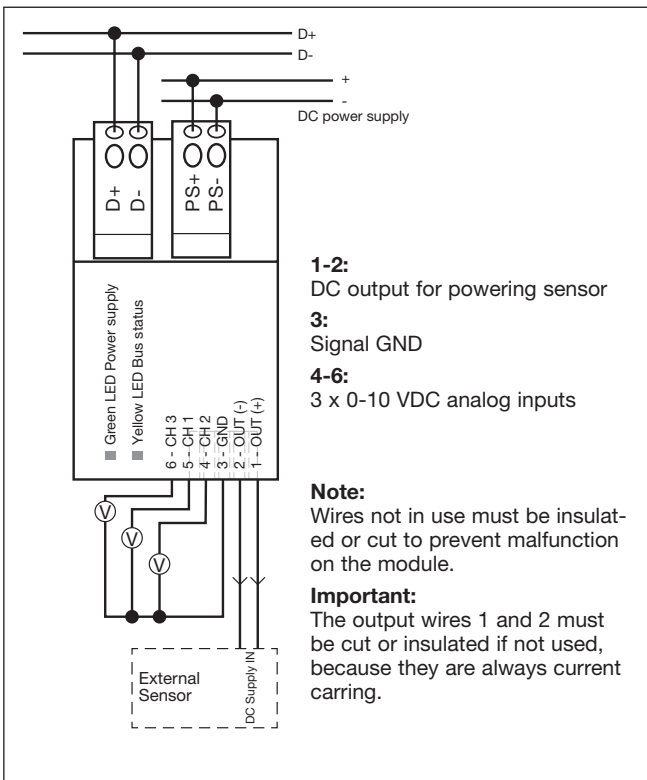 D+
D-
+
-
DC power supply
D+
D-
PS+
PS-
Green LED Power supply
Yellow LED Bus status
6 - CH 3
5 - CH 1
4 - CH 2
3 - GND
2 - OUT (-)
1 - OUT (+)
V
V
V
External
Sensor
DC Supply IN
1-2:
DC output for powering sensor
3:
Signal GND
4-6:
3 x 0-10 VDC analog inputs
Note:
Wires not in use must be insulat-
ed or cut to prevent malfunction
on the module.
Important:
The output wires 1 and 2 must
be cut or insulated if not used,
because they are always current
carring.